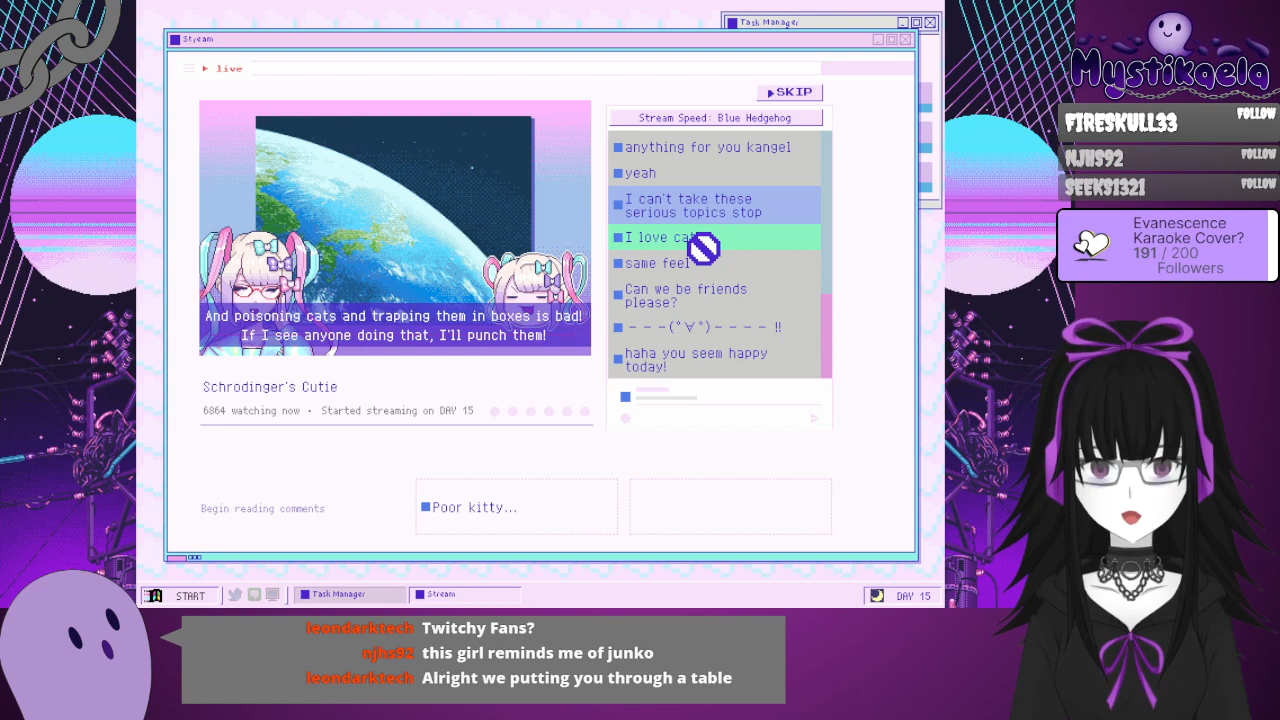 Task Manager
Stream
live
SKIP
Stream Speed: Blue Hedgehog
anything for you kangel
yeah
I can't take these
serious topics stop
I love
same feel
Can we be friends
please?
---(°∀°)---- !!
haha you seem happy
today!
And poisoning cats and trapping them in boxes is bad!
If I see anyone doing that, I'll punch them!
Schrodinger's Cutie
6864 watching now • Started streaming on DAY 15
Begin reading comments
Poor kitty...
START
Task Manager
Stream
DAY 15
Mystikaela
FIRESKULL33 FOLLOW
NJHS92 FOLLOW
SEEKS1321 FOLLOW
Evanescence
Karaoke Cover?
191 / 200
Followers
leondarktech Twitchy Fans?
njhs92 this girl reminds me of junko
leondarktech Alright we putting you through a table